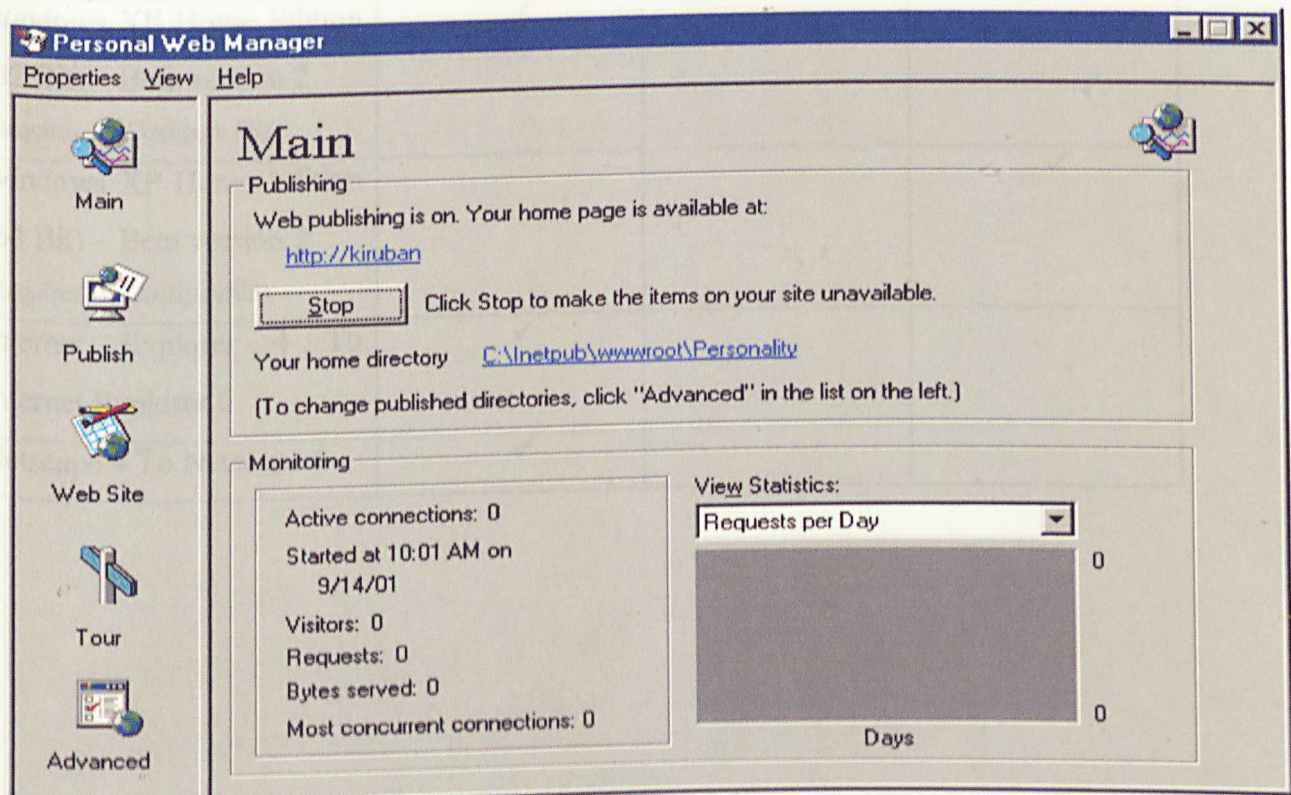 Personal Web Manager
Properties View Help
Main
Publish
Web Site
Tour
Advanced
Main
Publishing
Web publishing is on. Your home page is available at:
http://kiruban
Stop
Click Stop to make the items on your site unavailable.
Your home directory C:\Inetpub\wwwroot\Personality
(To change published directories, click "Advanced" in the list on the left.)
Monitoring
Active connections: 0
Started at 10:01 AM on
9/14/01
Visitors: 0
Requests: 0
Bytes served: 0
Most concurrent connections: 0
View Statistics:
Requests per Day
0
0
Days